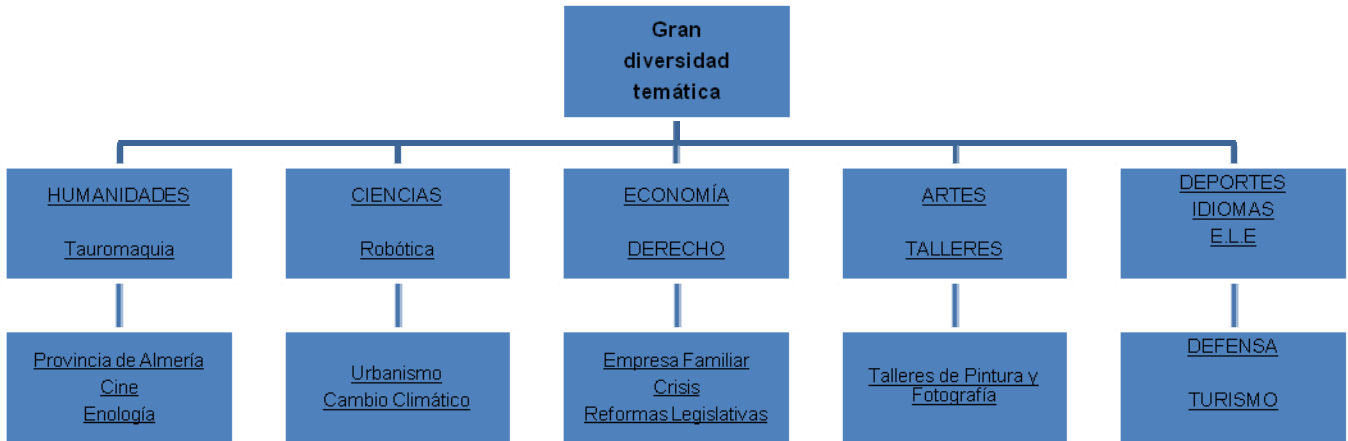 Gran
diversidad
temática
HUMANIDADES
Tauromaquia
CIENCIAS
Robótica
ECONOMÍA
DERECHO
ARTES
TALLERES
DEPORTES
IDIOMAS
E.L.E
Provincia de Almería
Cine
Enología
Urbanismo
Cambio Climático
Empresa Familiar
Crisis
Reformas Legislativas
Talleres de Pintura y
Fotografía
DEFENSA
TURISMO